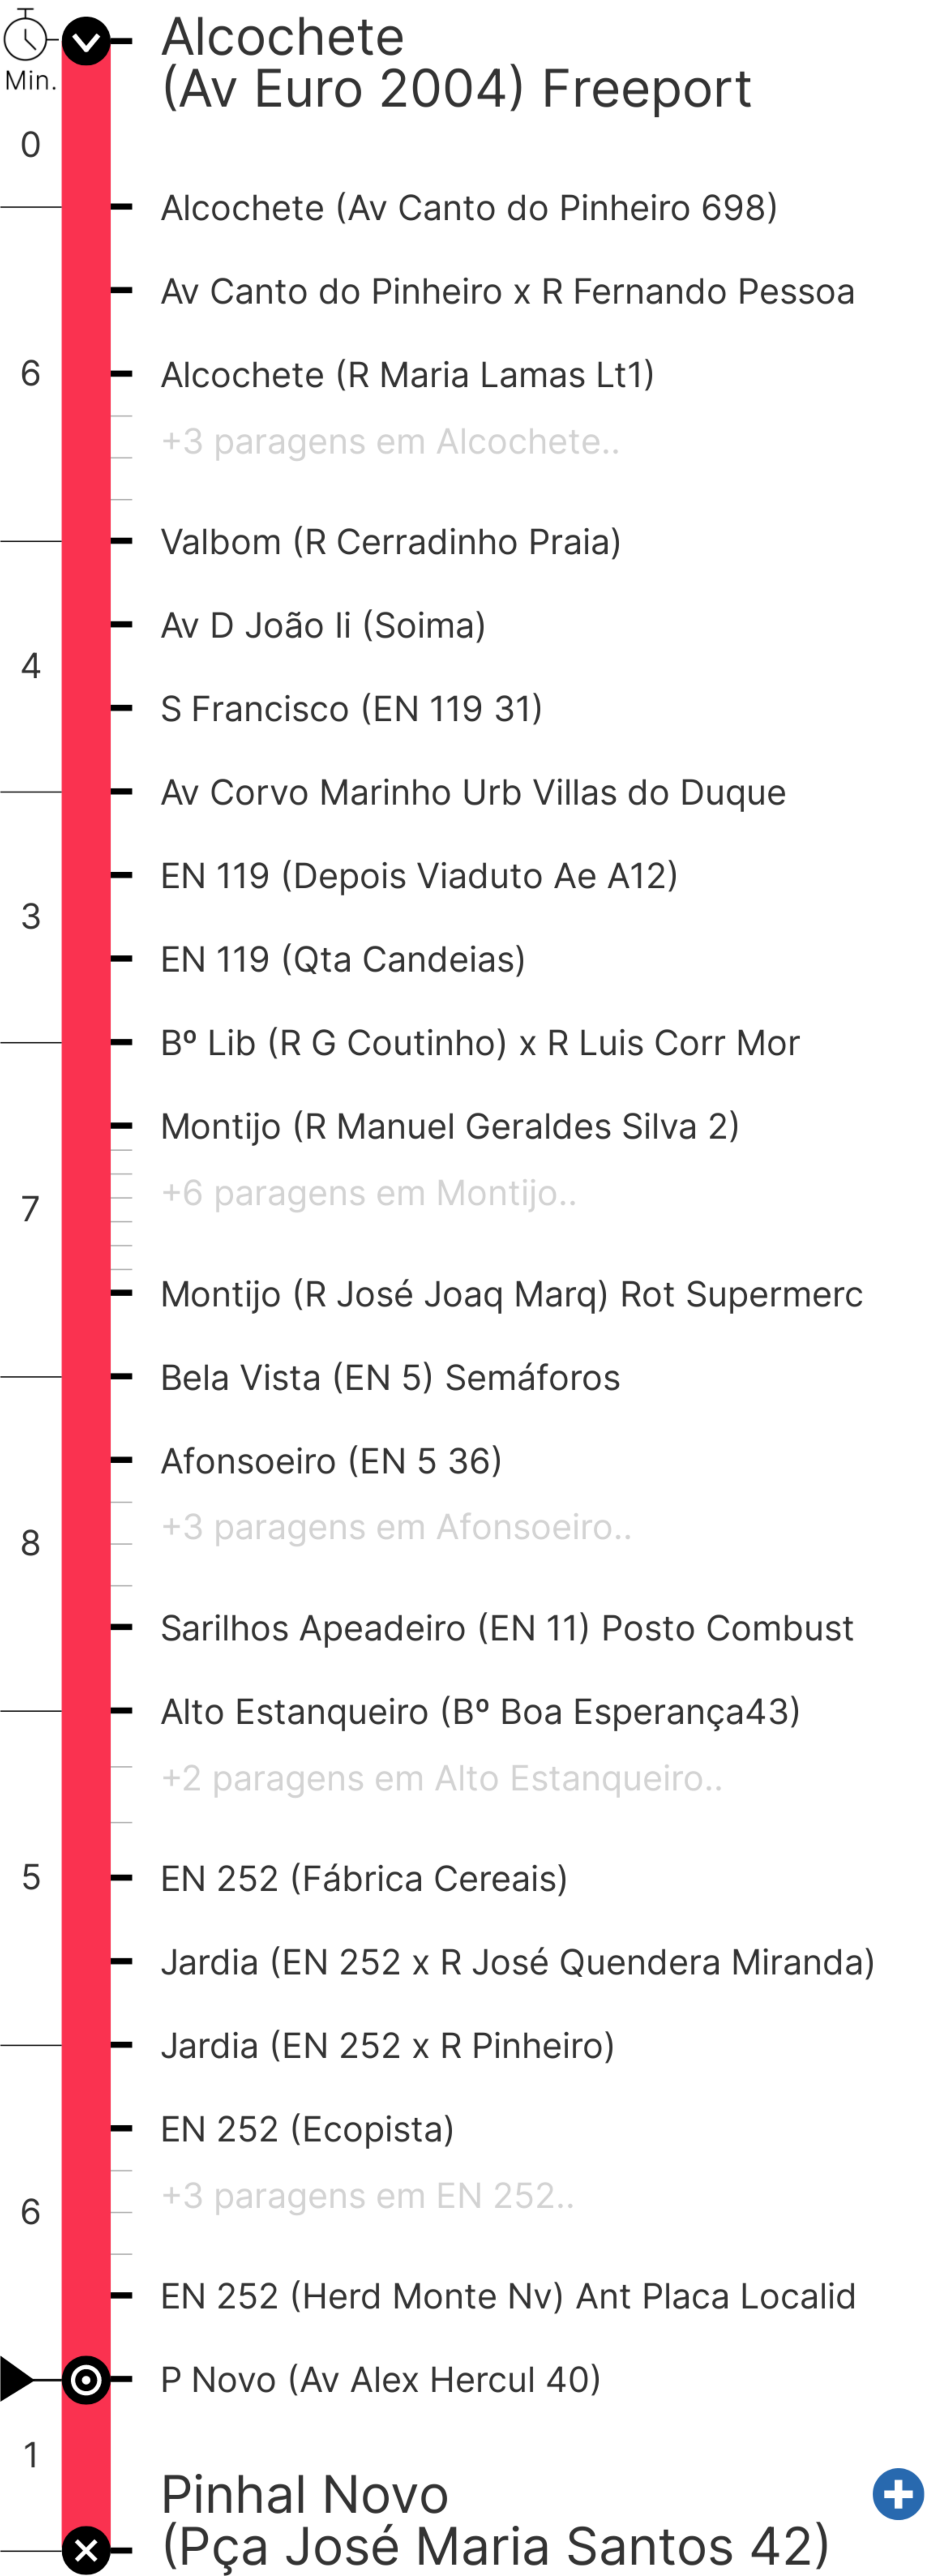 Min.
Alcochete
(Av Euro 2004) Freeport
0
Alcochete (Av Canto do Pinheiro 698)
Av Canto do Pinheiro x R Fernando Pessoa
6
Alcochete (R Maria Lamas Lt1)
+3 paragens em Alcochete..
Valbom (R Cerradinho Praia)
Av D João Ii (Soima)
4
S Francisco (EN 119 31)
Av Corvo Marinho Urb Villas do Duque
EN 119 (Depois Viaduto Ae A12)
3
EN 119 (Qta Candeias)
Bº Lib (R G Coutinho) x R Luis Corr Mor
Montijo (R Manuel Geraldes Silva 2)
+6 paragens em Montijo..
7
Montijo (R José Joaq Marq) Rot Supermerc
Bela Vista (EN 5) Semáforos
Afonsoeiro (EN 5 36)
+3 paragens em Afonsoeiro..
8
Sarilhos Apeadeiro (EN 11) Posto Combust
Alto Estanqueiro (Bº Boa Esperança43)
+2 paragens em Alto Estanqueiro..
5
EN 252 (Fábrica Cereais)
Jardia (EN 252 x R José Quendera Miranda)
Jardia (EN 252 x R Pinheiro)
EN 252 (Ecopista)
+3 paragens em EN 252..
6
EN 252 (Herd Monte Nv) Ant Placa Localid
P Novo (Av Alex Hercul 40)
1
Pinhal Novo
(Pça José Maria Santos 42)